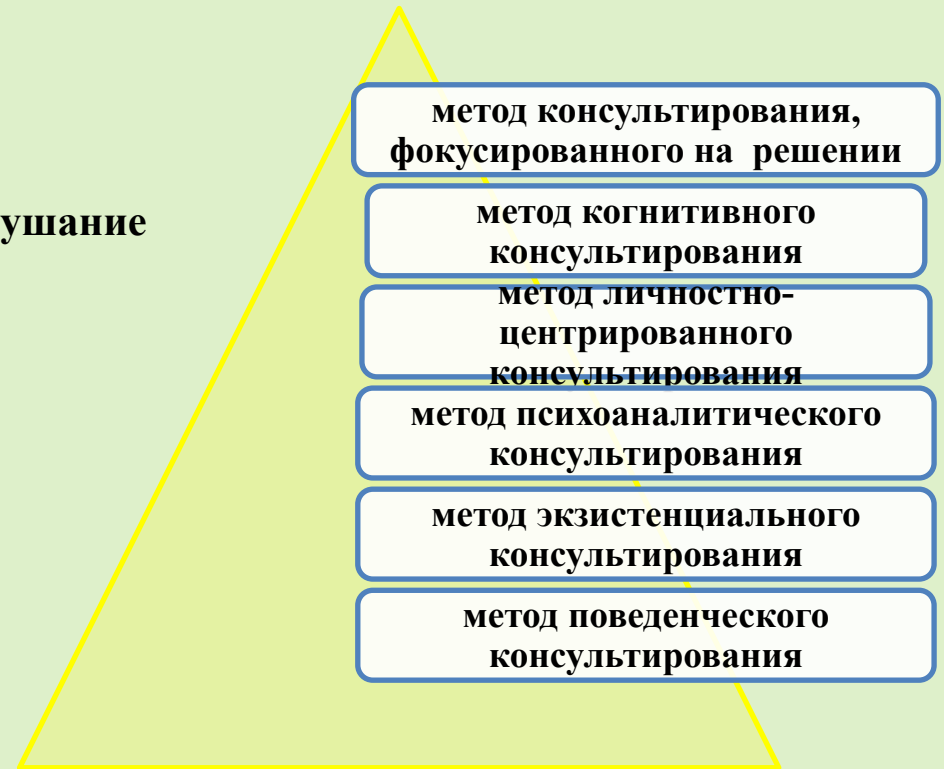 метод консультирования,
фокусированного на решении
ушание
метод когнитивного
консультирования
метод личностно-
центрированного
консультирования
метод психоаналитического
консультирования
метод экзистенциального
консультирования
метод поведенческого
консультирования